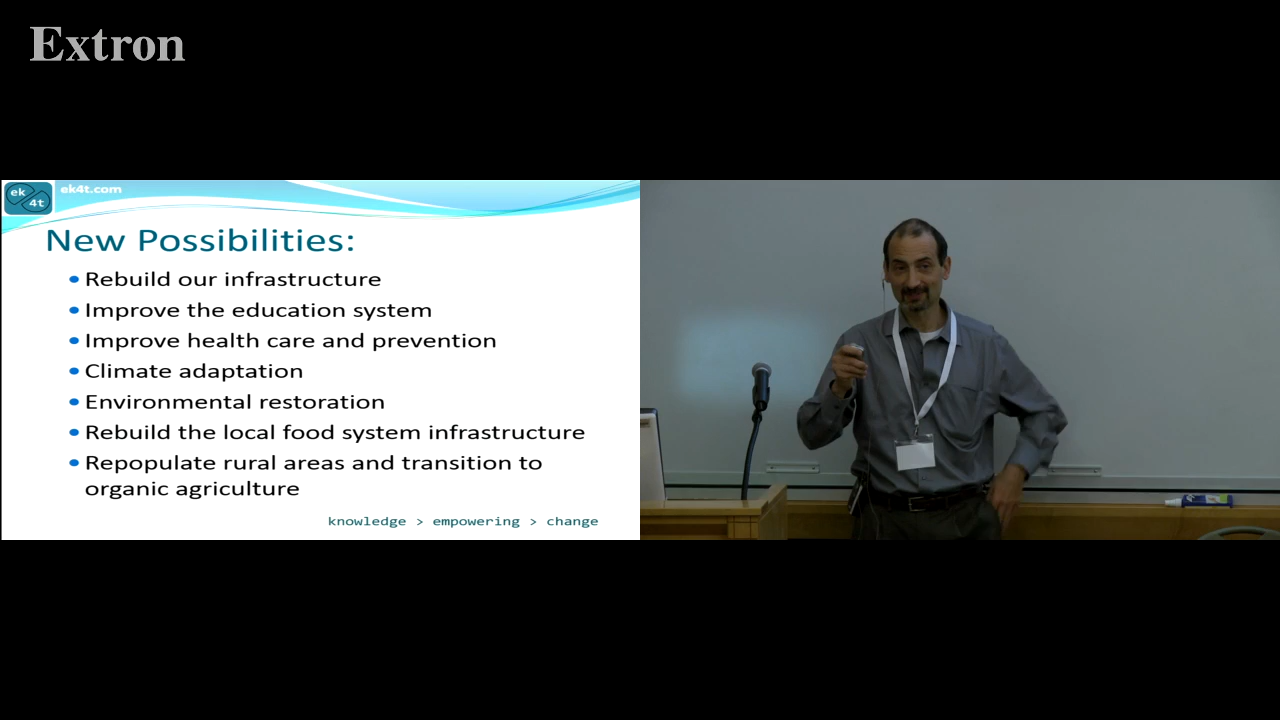 Extron
ek
4t
ek4t.com
New Possibilities:
• Rebuild our infrastructure
• Improve the education system
• Improve health care and prevention
• Climate adaptation
• Environmental restoration
• Rebuild the local food system infrastructure
• Repopulate rural areas and transition to
organic agriculture
knowledge > empowering > change